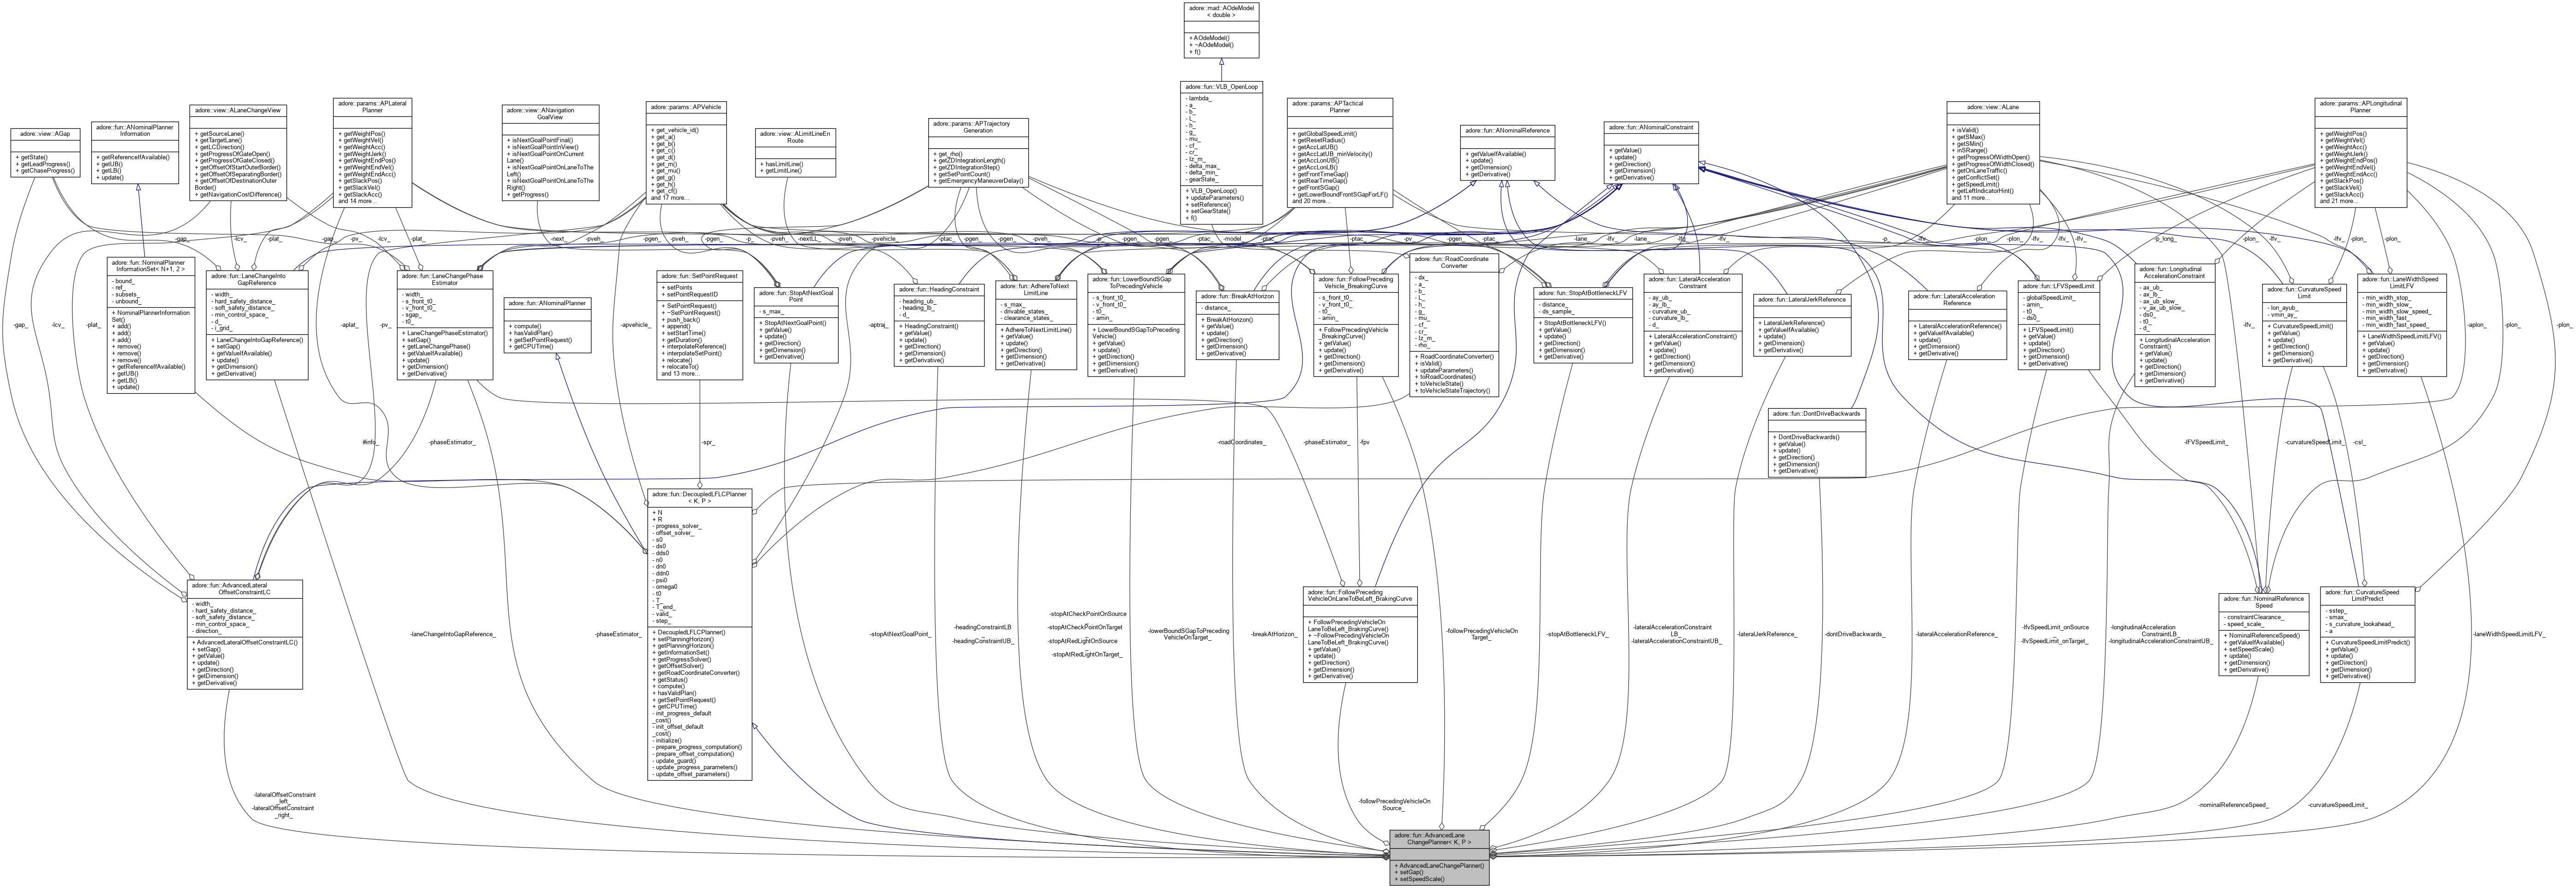 adore::mad::AOdeModel
< double >
+ AOdeModel()
+ ~AOdeModel()
+ f()
adore::fun::VLB_OpenLoop
- lambda_
- a_
- b_
- L_
- h_
- g_
- mu_
- cf_
- cr_
- Iz_m_
- delta_max_
- delta_min_
- gearState_
+ VLB_OpenLoop()
+ updateParameters()
+ setReference()
+ setGearState()
+ f()
adore::view::AGap
+ getState()
+ getLeadProgress()
+ getChaseProgress()
adore::fun::ANominalPlanner
Information
+ getReferenceIfAvailable()
+ getUB()
+ getLB()
+ update()
adore::view::ALaneChangeView
+ getSourceLane()
+ getTargetLane()
+ getLCDirection()
+ getProgressOfGateOpen()
+ getProgressOfGateClosed()
+ getOffsetOfStartOuterBorder()
+ getOffsetOfSeparatingBorder()
+ getOffsetOfDestinationOuter
Border()
+ getNavigationCostDifference()
adore::params::APLateral
Planner
+ getWeightPos()
+ getWeightVel()
+ getWeightAcc()
+ getWeightJerk()
+ getWeightEndPos()
+ getWeightEndVel()
+ getWeightEndAcc()
+ getSlackPos()
+ getSlackVel()
+ getSlackAcc()
and 14 more...
adore::view::ANavigation
GoalView
+ isNextGoalPointFinal()
+ isNextGoalPointInView()
+ isNextGoalPointOnCurrent
Lane()
+ isNextGoalPointOnLaneToThe
Left()
+ isNextGoalPointOnLaneToThe
Right()
+ getProgress()
adore::params::APVehicle
+ get_vehicle_id()
+ get_a()
+ get_b()
+ get_c()
+ get_d()
+ get_m()
+ get_mu()
+ get_g()
+ get_h()
+ get_cf()
and 17 more...
adore::view::ALimitLineEn
Route
+ hasLimitLine()
+ getLimitLine()
adore::params::APTrajectory
Generation
+ get_rho()
+ getZDIntegrationLength()
+ getZDIntegrationStep()
+ getSetPointCount()
+ getEmergencyManeuverDelay()
adore::params::APTactical
Planner
+ getGlobalSpeedLimit()
+ getResetRadius()
+ getAccLatUB()
+ getAccLatUB_minVelocity()
+ getAccLonUB()
+ getAccLonLB()
+ getFrontTimeGap()
+ getRearTimeGap()
+ getFrontSGap()
+ getLowerBoundFrontSGapForLF()
and 20 more...
adore::fun::ANominalReference
+ getValueIfAvailable()
+ update()
+ getDimension()
+ getDerivative()
adore::fun::ANominalConstraint
+ getValue()
+ update()
+ getDirection()
+ getDimension()
+ getDerivative()
adore::view::ALane
+ isValid()
+ getSMax()
+ getSMin()
+ inSRange()
+ getProgressOfWidthOpen()
+ getProgressOfWidthClosed()
+ getOnLaneTraffic()
+ getConflictSet()
+ getSpeedLimit()
+ getLeftIndicatorHint()
and 11 more...
adore::params::APLongitudinal
Planner
+ getWeightPos()
+ getWeightVel()
+ getWeightAcc()
+ getWeightJerk()
+ getWeightEndPos()
+ getWeightEndVel()
+ getWeightEndAcc()
+ getSlackPos()
+ getSlackVel()
+ getSlackAcc()
and 21 more...
adore::fun::NominalPlanner
InformationSet< N+1, 2 >
- bound_
- ref_
- subsets_
- unbound_
+ NominalPlannerInformation
Set()
+ add()
+ add()
+ add()
+ remove()
+ remove()
+ remove()
+ getReferenceIfAvailable()
+ getUB()
+ getLB()
+ update()
adore::fun::LaneChangeInto
GapReference
- width_
- hard_safety_distance_
- soft_safety_distance_
- min_control_space_
- d_
- i_grid_
+ LaneChangeIntoGapReference()
+ setGap()
+ getValueIfAvailable()
+ update()
+ getDimension()
+ getDerivative()
adore::fun::LaneChangePhase
Estimator
- width_
- s_front_t0_
- v_front_t0_
- sgap_
- t0_
+ LaneChangePhaseEstimator()
+ setGap()
+ getLaneChangePhase()
+ getValueIfAvailable()
+ update()
+ getDimension()
+ getDerivative()
adore::fun::ANominalPlanner
+ compute()
+ hasValidPlan()
+ getSetPointRequest()
+ getCPUTime()
adore::fun::SetPointRequest
+ setPoints
+ setPointRequestID
+ SetPointRequest()
+ ~SetPointRequest()
+ push_back()
+ append()
+ setStartTime()
+ getDuration()
+ interpolateReference()
+ interpolateSetPoint()
+ relocate()
+ relocateTo()
and 13 more...
adore::fun::StopAtNextGoal
Point
- s_max_
+ StopAtNextGoalPoint()
+ getValue()
+ update()
+ getDirection()
+ getDimension()
+ getDerivative()
adore::fun::HeadingConstraint
- heading_ub_
- heading_lb_
- d_
+ HeadingConstraint()
+ getValue()
+ update()
+ getDirection()
+ getDimension()
+ getDerivative()
adore::fun::AdhereToNext
LimitLine
- s_max_
- drivable_states_
- clearance_states_
+ AdhereToNextLimitLine()
+ getValue()
+ update()
+ getDirection()
+ getDimension()
+ getDerivative()
adore::fun::LowerBoundSGap
ToPrecedingVehicle
- s_front_t0_
- v_front_t0_
- t0_
- amin_
+ LowerBoundSGapToPreceding
Vehicle()
+ getValue()
+ update()
+ getDirection()
+ getDimension()
+ getDerivative()
adore::fun::BreakAtHorizon
- distance_
+ BreakAtHorizon()
+ getValue()
+ update()
+ getDirection()
+ getDimension()
+ getDerivative()
adore::fun::FollowPreceding
Vehicle_BreakingCurve
- s_front_t0_
- v_front_t0_
- t0_
- amin_
+ FollowPrecedingVehicle
_BreakingCurve()
+ getValue()
+ update()
+ getDirection()
+ getDimension()
+ getDerivative()
adore::fun::RoadCoordinate
Converter
- dx_
- a_
- b_
- L_
- h_
- g_
- mu_
- cf_
- cr_
- Iz_m_
- rho_
+ RoadCoordinateConverter()
+ isValid()
+ updateParameters()
+ toRoadCoordinates()
+ toVehicleState()
+ toVehicleStateTrajectory()
adore::fun::StopAtBottleneckLFV
- distance_
- ds_sample_
+ StopAtBottleneckLFV()
+ getValue()
+ update()
+ getDirection()
+ getDimension()
+ getDerivative()
adore::fun::LateralAcceleration
Constraint
- ay_ub_
- ay_lb_
- curvature_ub_
- curvature_lb_
- d_
+ LateralAccelerationConstraint()
+ getValue()
+ update()
+ getDirection()
+ getDimension()
+ getDerivative()
adore::fun::LateralJerkReference
+ LateralJerkReference()
+ getValueIfAvailable()
+ update()
+ getDimension()
+ getDerivative()
adore::fun::LateralAcceleration
Reference
+ LateralAccelerationReference()
+ getValueIfAvailable()
+ update()
+ getDimension()
+ getDerivative()
adore::fun::LFVSpeedLimit
- globalSpeedLimit_
- amin_
- t0_
- ds0_
+ LFVSpeedLimit()
+ getValue()
+ update()
+ getDirection()
+ getDimension()
+ getDerivative()
adore::fun::Longitudinal
AccelerationConstraint
- ax_ub_
- ax_lb_
- ax_ub_slow_
- v_ax_ub_slow_
- ds0_
- t0_
- d_
+ LongitudinalAcceleration
Constraint()
+ getValue()
+ update()
+ getDirection()
+ getDimension()
+ getDerivative()
adore::fun::CurvatureSpeed
Limit
- lon_ayub_
- vmin_ay_
+ CurvatureSpeedLimit()
+ getValue()
+ update()
+ getDirection()
+ getDimension()
+ getDerivative()
adore::fun::LaneWidthSpeed
LimitLFV
- min_width_stop_
- min_width_slow_
- min_width_slow_speed_
- min_width_fast_
- min_width_fast_speed_
+ LaneWidthSpeedLimitLFV()
+ getValue()
+ update()
+ getDirection()
+ getDimension()
+ getDerivative()
adore::fun::DontDriveBackwards
+ DontDriveBackwards()
+ getValue()
+ update()
+ getDirection()
+ getDimension()
+ getDerivative()
adore::fun::DecoupledLFLCPlanner
< K, P >
+ N
+ R
- progress_solver_
- offset_solver_
- s0
- ds0
- dds0
- n0
- dn0
- ddn0
- psi0
- omega0
- t0
- T_
- T_end_
- valid_
- step_
+ DecoupledLFLCPlanner()
+ setPlanningHorizon()
+ getPlanningHorizon()
+ getInformationSet()
+ getProgressSolver()
+ getOffsetSolver()
+ getRoadCoordinateConverter()
+ getStatus()
+ compute()
+ hasValidPlan()
+ getSetPointRequest()
+ getCPUTime()
- init_progress_default
_cost()
- init_offset_default
_cost()
- initialize()
- prepare_progress_computation()
- prepare_offset_computation()
- update_guard()
- update_progress_parameters()
- update_offset_parameters()
adore::fun::AdvancedLateral
OffsetConstraintLC
- width_
- hard_safety_distance_
- soft_safety_distance_
- min_control_space_
- direction_
+ AdvancedLateralOffsetConstraintLC()
+ setGap()
+ getValue()
+ update()
+ getDirection()
+ getDimension()
+ getDerivative()
adore::fun::FollowPreceding
VehicleOnLaneToBeLeft_BrakingCurve
+ FollowPrecedingVehicleOn
LaneToBeLeft_BrakingCurve()
+ ~FollowPrecedingVehicleOn
LaneToBeLeft_BrakingCurve()
+ getValue()
+ update()
+ getDirection()
+ getDimension()
+ getDerivative()
adore::fun::NominalReference
Speed
- constraintClearance_
- speed_scale_
+ NominalReferenceSpeed()
+ getValueIfAvailable()
+ setSpeedScale()
+ update()
+ getDimension()
+ getDerivative()
adore::fun::CurvatureSpeed
LimitPredict
- sstep_
- smax_
- s_curvature_lookahead_
- a
+ CurvatureSpeedLimitPredict()
+ getValue()
+ update()
+ getDirection()
+ getDimension()
+ getDerivative()
-gap_
-lcv_
-plat_
-gap_
-pv_
-lcv_
-plat_
-next_
-pveh_
-pgen_
-pveh_
-pgen_
-p_
-pveh_
-nextLL_
-pveh_
-pvehicle_
-ptac_
-pgen_
-pgen_
-pveh_
-p_
-pgen_
-ptac_
-pgen_
-model_
-ptac_
-ptac_
-pv_
-pgen_
-ptac_
-lane_
-lfv_
-lane_
-lfv_
-lfv_
-p_
-plon_
-plon_
-lfv_
-lfv_
-p_long_
-plon_
-lfv_
-lfv_
-plon_
-plon_
-gap_
-lcv_
-plat_
-aplat_
-pv_
-apvehicle_
-aptraj_
-lfv_
-aplon_
-plon_
-plon_
#info_
-phaseEstimator_
-spr_
-roadCoordinates_
-phaseEstimator_
-fpv
-lFVSpeedLimit_
-curvatureSpeedLimit_
-csl_
-laneChangeIntoGapReference_
-phaseEstimator_
-stopAtNextGoalPoint_
-headingConstraintLB
_
-headingConstraintUB_
-stopAtCheckPointOnSource
_
-stopAtCheckPointOnTarget
_
-stopAtRedLightOnSource
_
-stopAtRedLightOnTarget_
-lowerBoundSGapToPreceding
VehicleOnTarget_
-breakAtHorizon_
-followPrecedingVehicleOn
Target_
-stopAtBottleneckLFV_
-lateralAccelerationConstraint
LB_
-lateralAccelerationConstraintUB_
-lateralJerkReference_
-dontDriveBackwards_
-lateralAccelerationReference_
-lfvSpeedLimit_onSource
_
-lfvSpeedLimit_onTarget_
-longitudinalAcceleration
ConstraintLB_
-longitudinalAccelerationConstraintUB_
-laneWidthSpeedLimitLFV_
-lateralOffsetConstraint
_left_
-lateralOffsetConstraint
_right_
-followPrecedingVehicleOn
Source_
-nominalReferenceSpeed_
-curvatureSpeedLimit_
adore::fun::AdvancedLane
ChangePlanner< K, P >
+ AdvancedLaneChangePlanner()
+ setGap()
+ setSpeedScale()